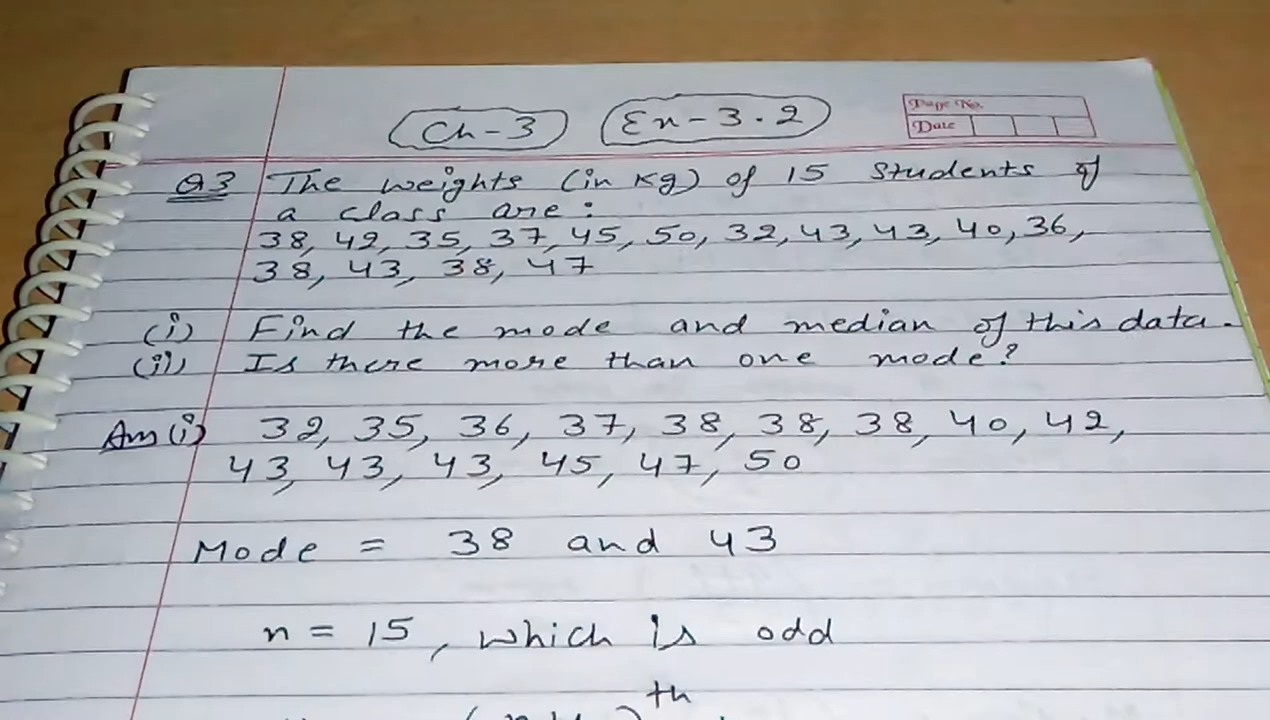 Ch-3 Ex-3.2
Page No.
Date
Q3 The weights (in kg) of 15 students of
a class are:
38, 42, 35, 37, 45, 50, 32, 43, 43, 40, 36,
38, 43, 38, 47
(i) Find the mode and median of this data.
(ii) Is there more than one mode?
Ans (i) 32, 35, 36, 37, 38, 38, 38, 40, 42,
43, 43, 43, 45, 47, 50
Mode = 38 and 43
n = 15, which is odd
th